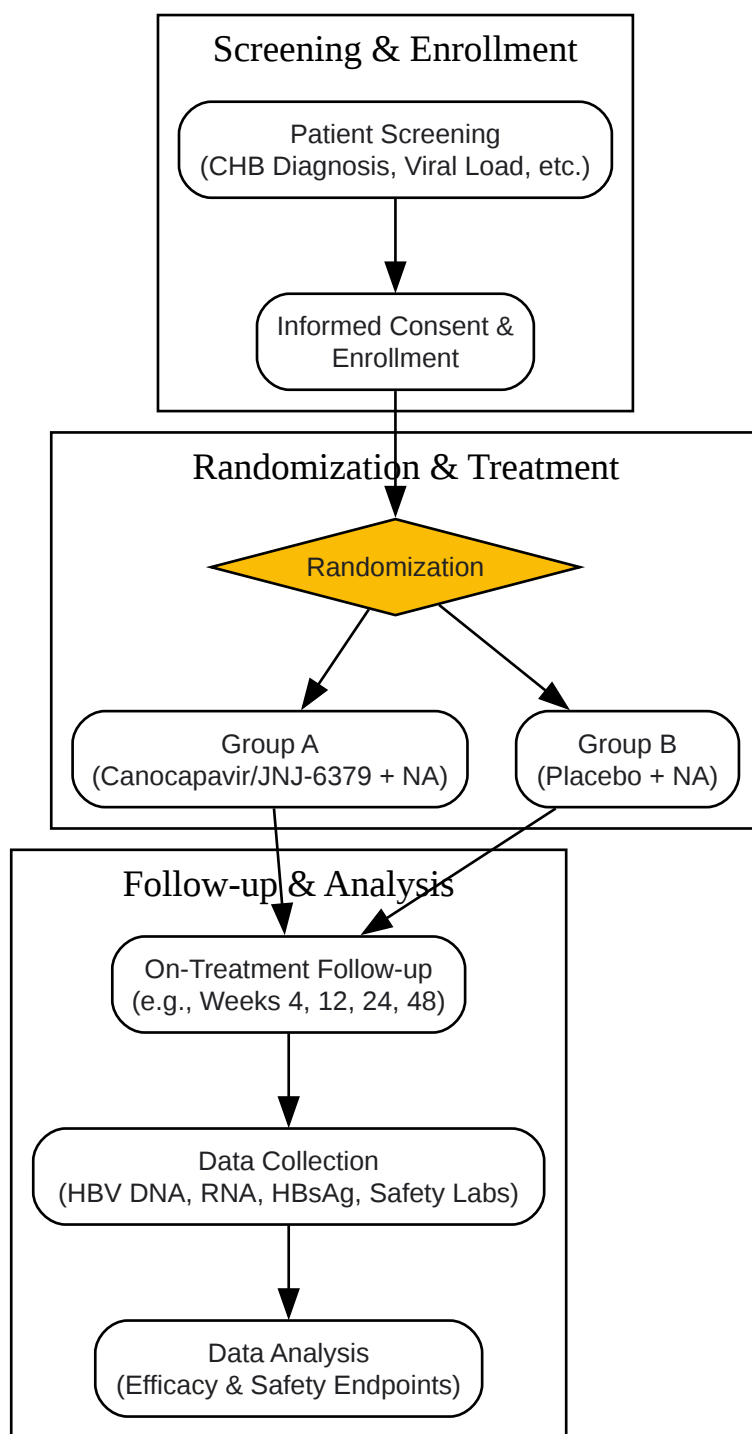 Screening & Enrollment
Patient Screening
(CHB Diagnosis, Viral Load, etc.)
Informed Consent &
Enrollment
Randomization & Treatment
Randomization
Group A
(Canocapavir/JNJ-6379 + NA)
Group B
(Placebo + NA)
Follow-up & Analysis
On-Treatment Follow-up
(e.g., Weeks 4, 12, 24, 48)
Data Collection
(HBV DNA, RNA, HBsAg, Safety Labs)
Data Analysis
(Efficacy & Safety Endpoints)